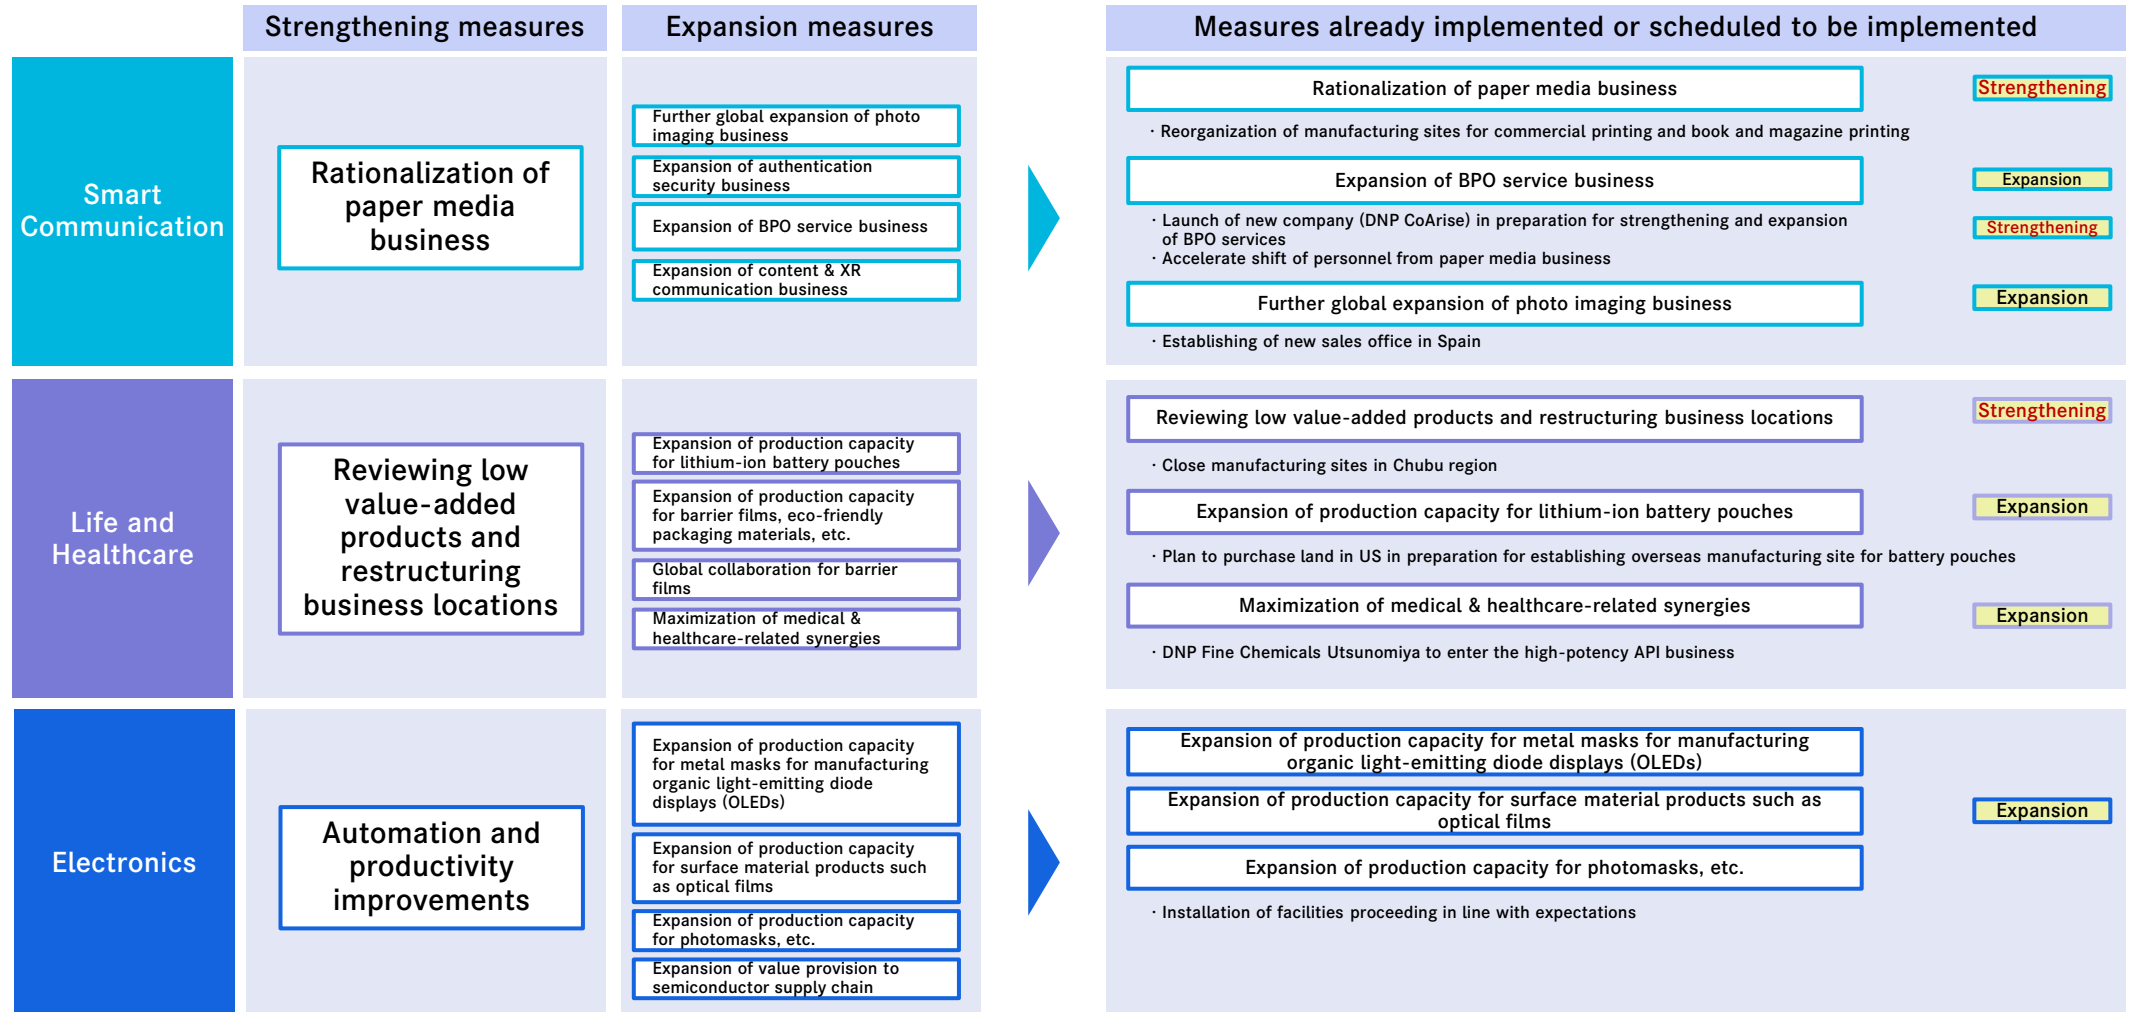 Strengthening measures
Expansion measures
Measures already implemented or scheduled to be implemented
Smart
Communication
Rationalization of
paper media
business
Further global expansion of photo
imaging business
Expansion of authentication
security business
Expansion of BPO service business
Expansion of content & XR
communication business
Rationalization of paper media business
Strengthening
· Reorganization of manufacturing sites for commercial printing and book and magazine printing
Expansion of BPO service business
Expansion
· Launch of new company (DNP CoArise) in preparation for strengthening and expansion
of BPO services
Strengthening
· Accelerate shift of personnel from paper media business
Further global expansion of photo imaging business
Expansion
· Establishing of new sales office in Spain
Life and
Healthcare
Reviewing low
value-added
products and
restructuring
business locations
Expansion of production capacity
for lithium-ion battery pouches
Expansion of production capacity
for barrier films, eco-friendly
packaging materials, etc.
Global collaboration for barrier
films
Maximization of medical &
healthcare-related synergies
Reviewing low value-added products and restructuring business locations
Strengthening
· Close manufacturing sites in Chubu region
Expansion of production capacity for lithium-ion battery pouches
Expansion
· Plan to purchase land in US in preparation for establishing overseas manufacturing site for battery pouches
Maximization of medical & healthcare-related synergies
Expansion
· DNP Fine Chemicals Utsunomiya to enter the high-potency API business
Electronics
Automation and
productivity
improvements
Expansion of production capacity
for metal masks for manufacturing
organic light-emitting diode
displays (OLEDs)
Expansion of production capacity
for surface material products such
as optical films
Expansion of production capacity
for photomasks, etc.
Expansion of value provision to
semiconductor supply chain
Expansion of production capacity for metal masks for manufacturing
organic light-emitting diode displays (OLEDs)
Expansion of production capacity for surface material products such as
optical films
Expansion
Expansion of production capacity for photomasks, etc.
· Installation of facilities proceeding in line with expectations